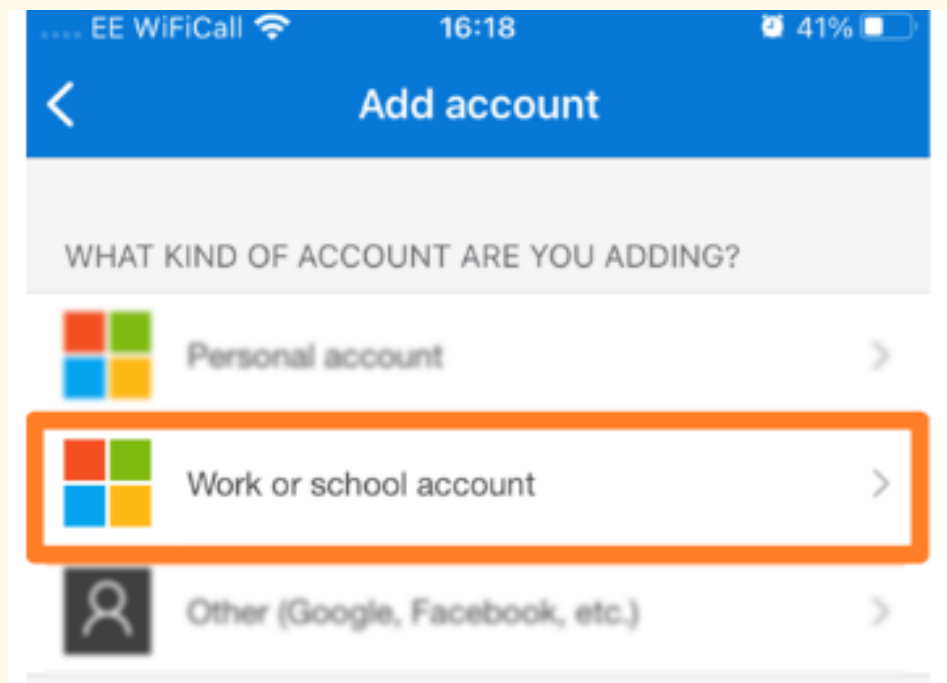 EE WiFiCall 16:18 41%
Add account
WHAT KIND OF ACCOUNT ARE YOU ADDING?
Personal account
Work or school account
Other (Google, Facebook, etc.)